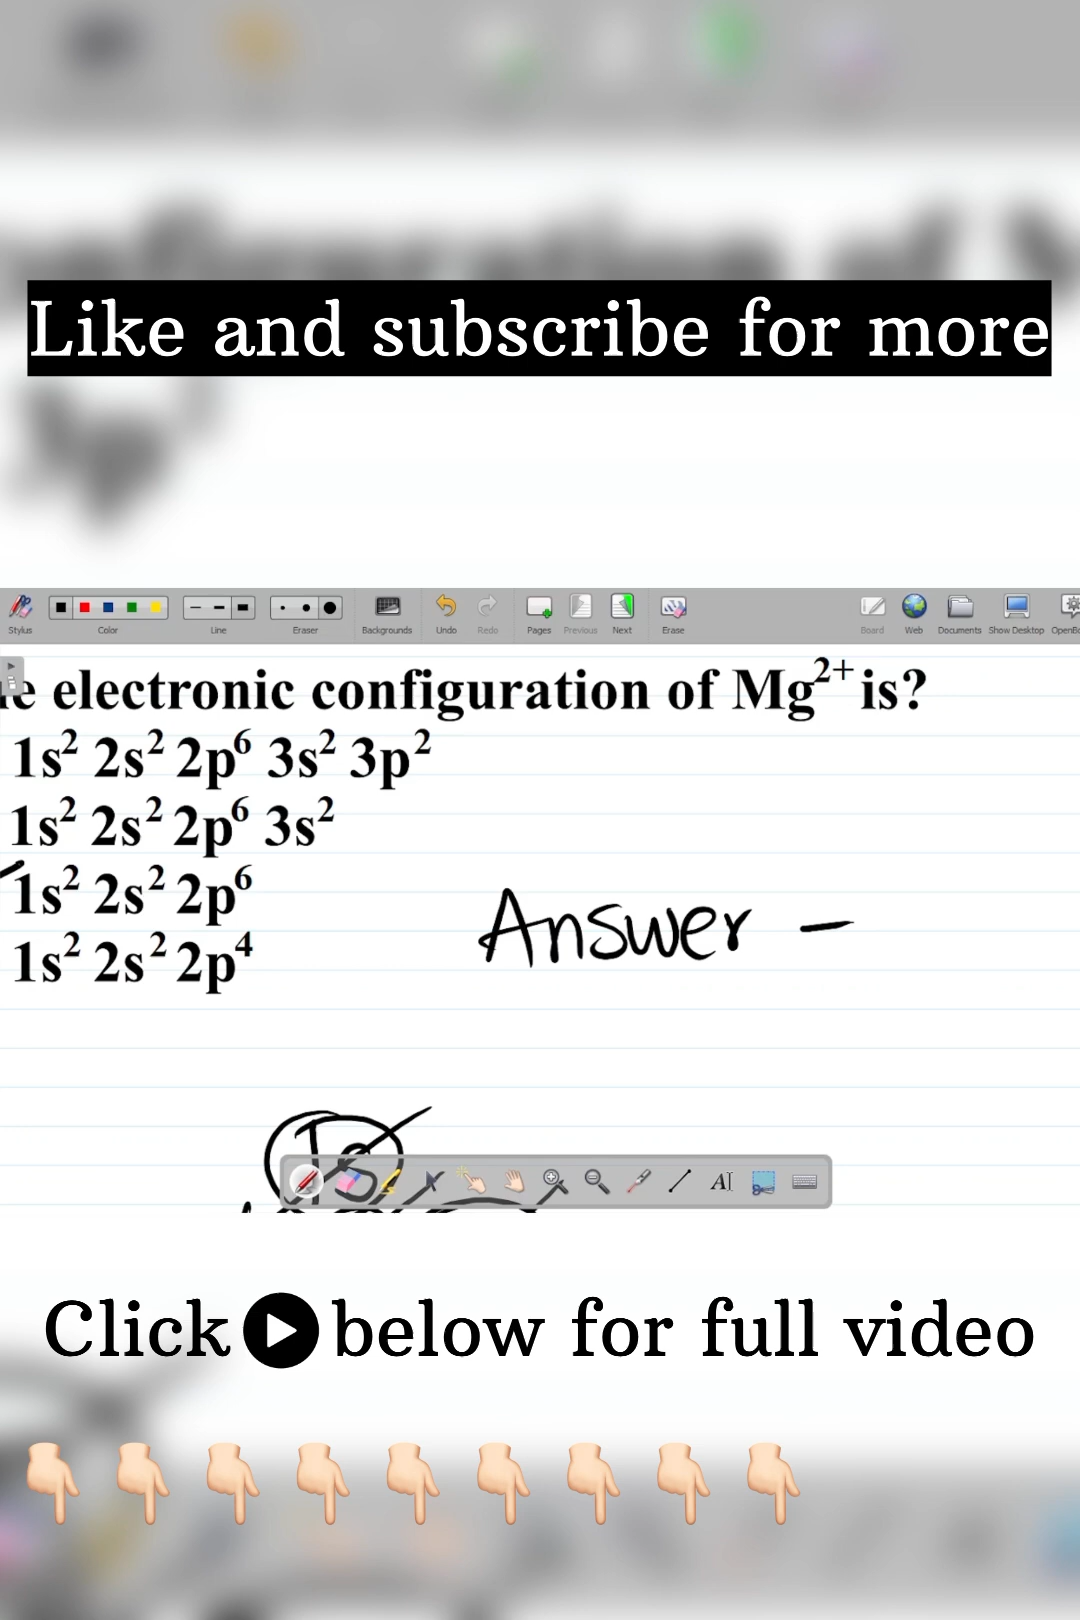 Like and subscribe for more
Stylus Color Line Eraser Backgrounds Undo Redo Pages Previous Next Erase Board Web Documents Show Desktop
electronic configuration of Mg²⁺ is?
1s² 2s² 2p⁶ 3s² 3p²
1s² 2s² 2p⁶ 3s²
1s² 2s² 2p⁶
1s² 2s² 2p⁴
Answer –
Click below for full video